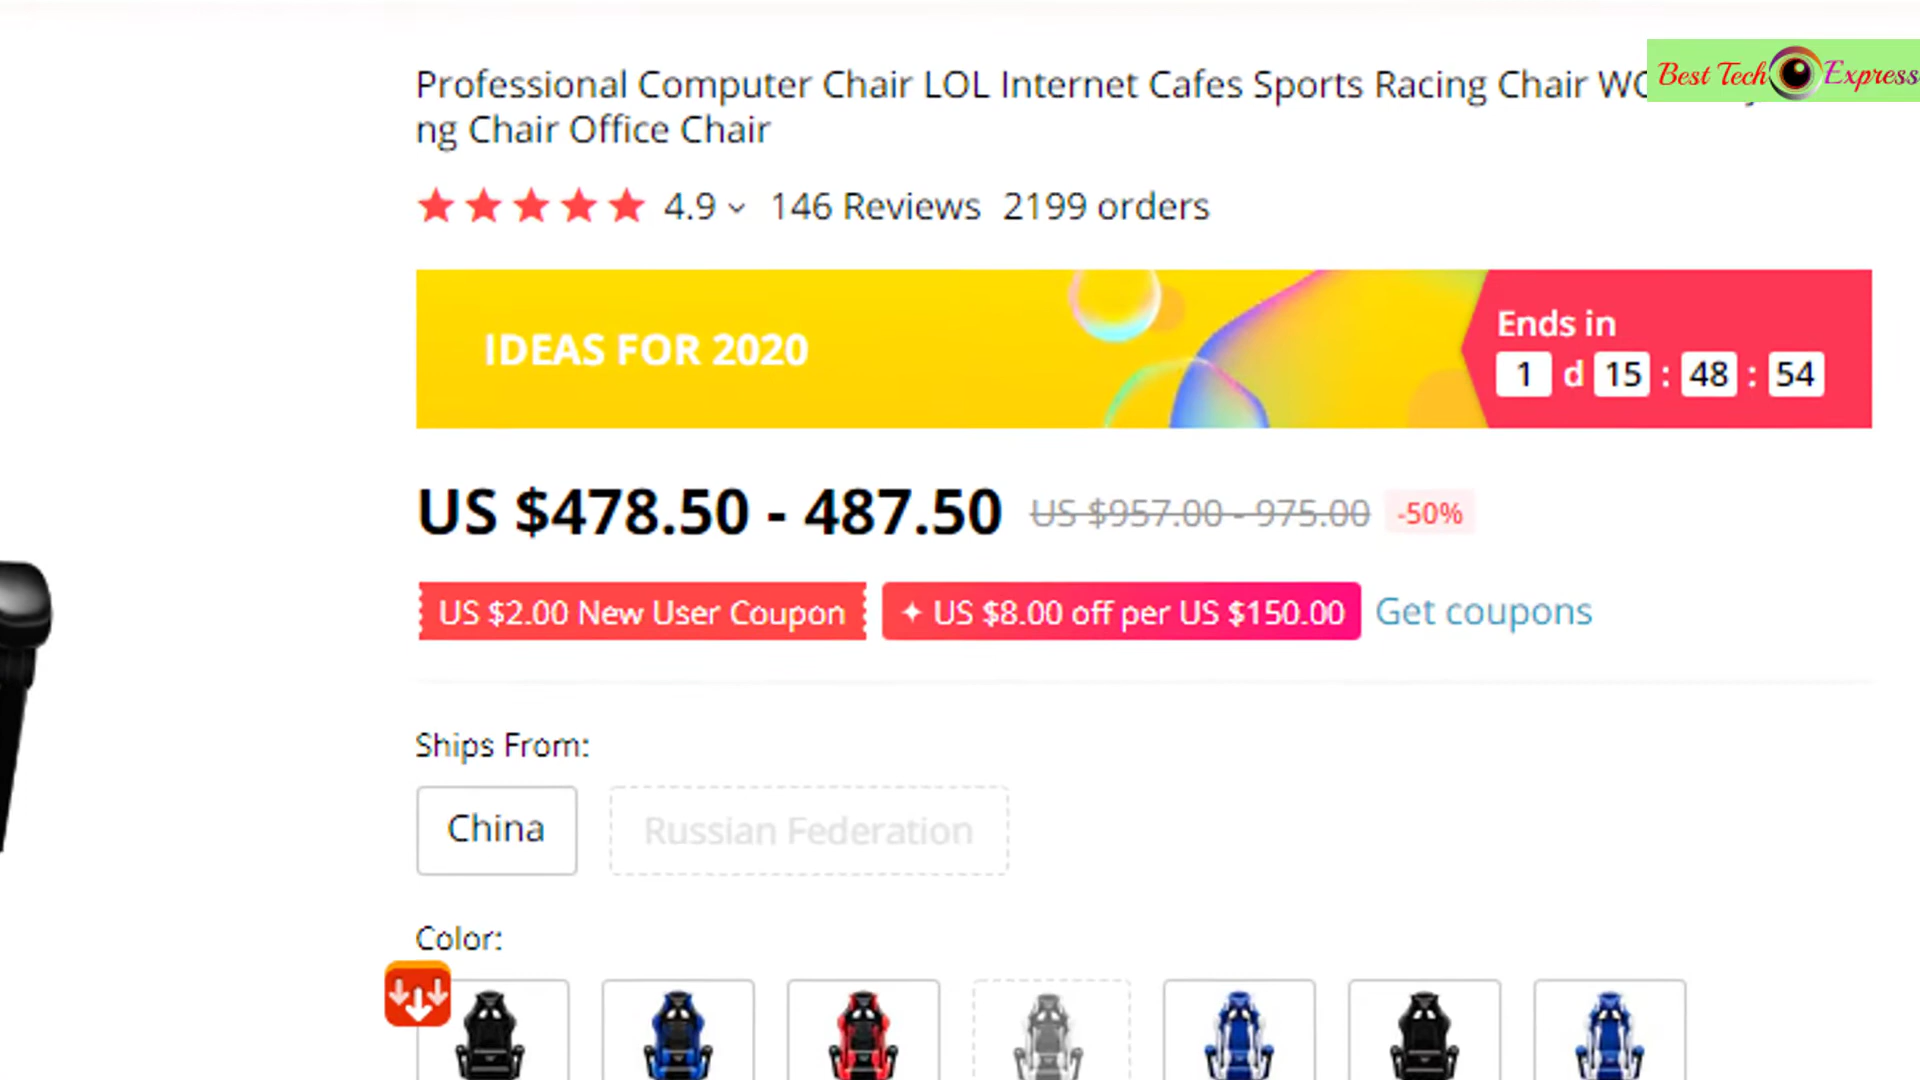 Professional Computer Chair LOL Internet Cafes Sports Racing Chair
ng Chair Office Chair
Best Tech Express
4.9 146 Reviews 2199 orders
IDEAS FOR 2020
Ends in
1 d 15 : 48 : 54
US $478.50 - 487.50 US $957.00 - 975.00 -50%
US $2.00 New User Coupon US $8.00 off per US $150.00 Get coupons
Ships From:
China Russian Federation
Color: